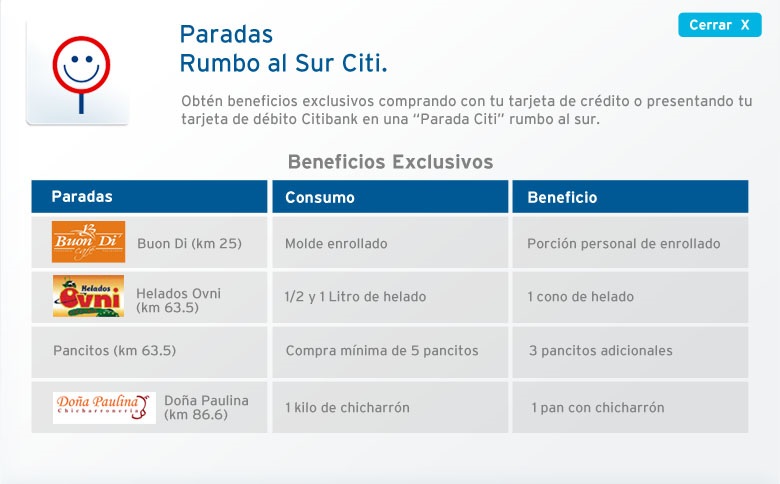 Cerrar X
Paradas
Rumbo al Sur Citi.
Obtén beneficios exclusivos comprando con tu tarjeta de crédito o presentando tu
tarjeta de débito Citibank en una “Parada Citi” rumbo al sur.
Beneficios Exclusivos
Paradas Consumo Beneficio
Buon Di café Buon Di (km 25) Molde enrollado Porción personal de enrollado
Helados Ovni Helados Ovni (km 63.5) 1/2 y 1 Litro de helado 1 cono de helado
Pancitos (km 63.5) Compra mínima de 5 pancitos 3 pancitos adicionales
Doña Paulina Chicharronería Doña Paulina (km 86.6) 1 kilo de chicharrón 1 pan con chicharrón